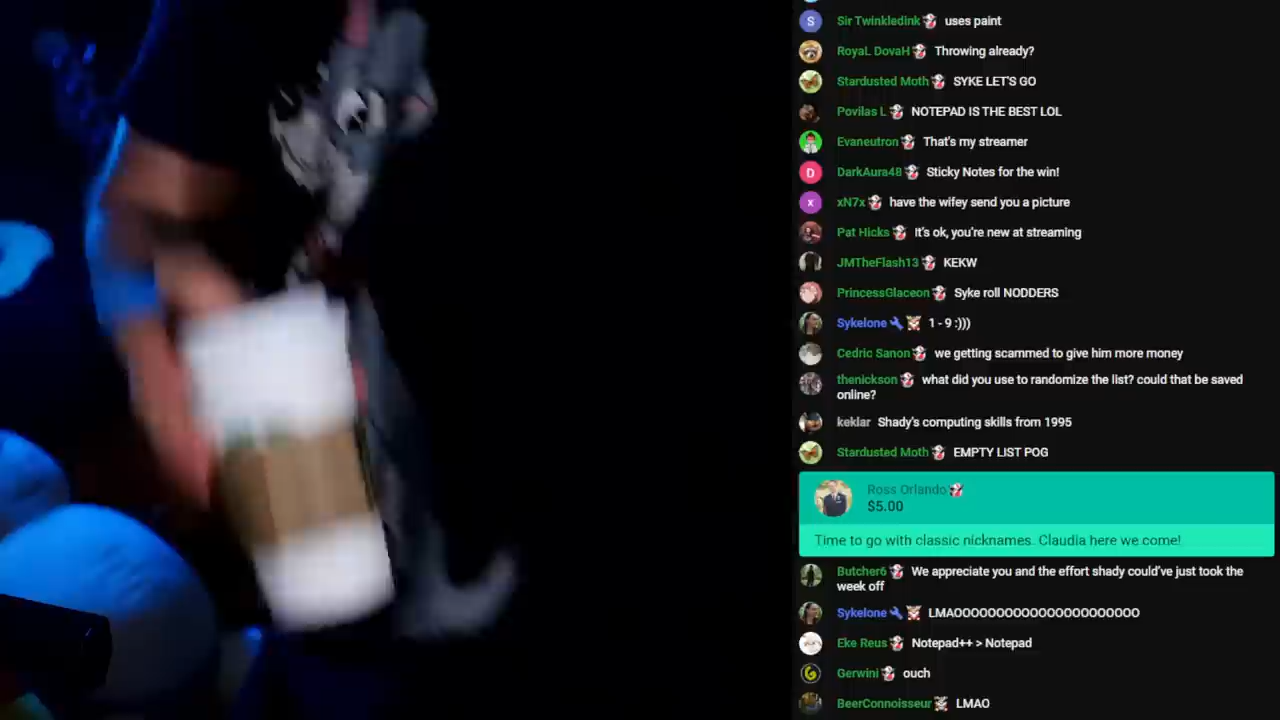 S Sir Twinkledink uses paint
RoyaL DovaH Throwing already?
Stardusted Moth SYKE LET'S GO
Povilas L NOTEPAD IS THE BEST LOL
Evaneutron That's my streamer
D DarkAura48 Sticky Notes for the win!
x xN7x have the wifey send you a picture
Pat Hicks It's ok, you're new at streaming
JMTheFlash13 KEKW
PrincessGlaceon Syke roll NODDERS
Sykelone 1 - 9 :)))
Cedric Sanon we getting scammed to give him more money
thenickson what did you use to randomize the list? could that be saved
online?
keklar Shady's computing skills from 1995
Stardusted Moth EMPTY LIST POG
Ross Orlando
$5.00
Time to go with classic nicknames. Claudia here we come!
Butcher6 We appreciate you and the effort shady could've just took the
week off
Sykelone LMAOOOOOOOOOOOOOOOOOOOOOOO
Eke Reus Notepad++ > Notepad
Gerwini ouch
BeerConnoisseur LMAO